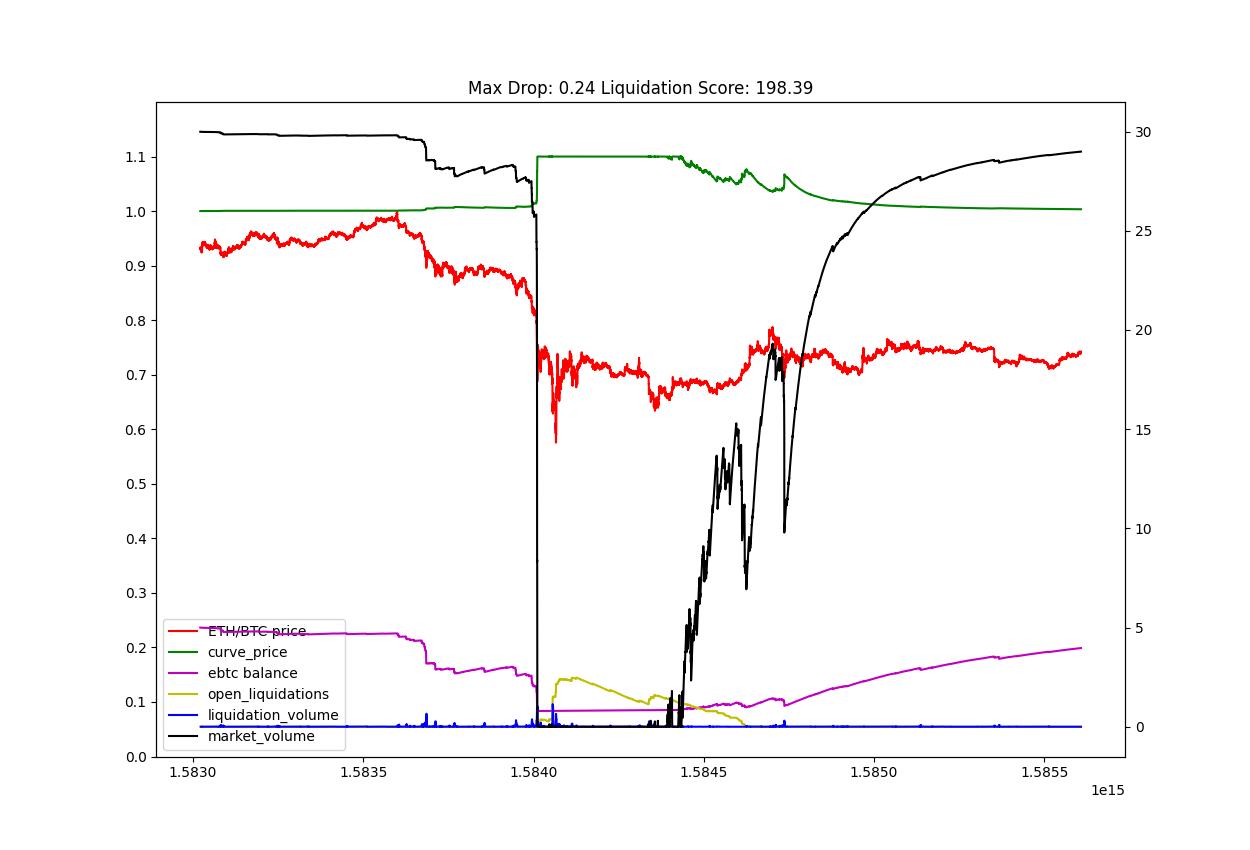 Max Drop: 0.24 Liquidation Score: 198.39
1.1
1.0
0.9
0.8
0.7
0.6
0.5
0.4
0.3
0.2
0.1
0.0
30
25
20
15
10
5
0
ETH/BTC price
curve_price
ebtc balance
open_liquidations
liquidation_volume
market_volume
1.5830 1.5835 1.5840 1.5845 1.5850 1.5855
1e15